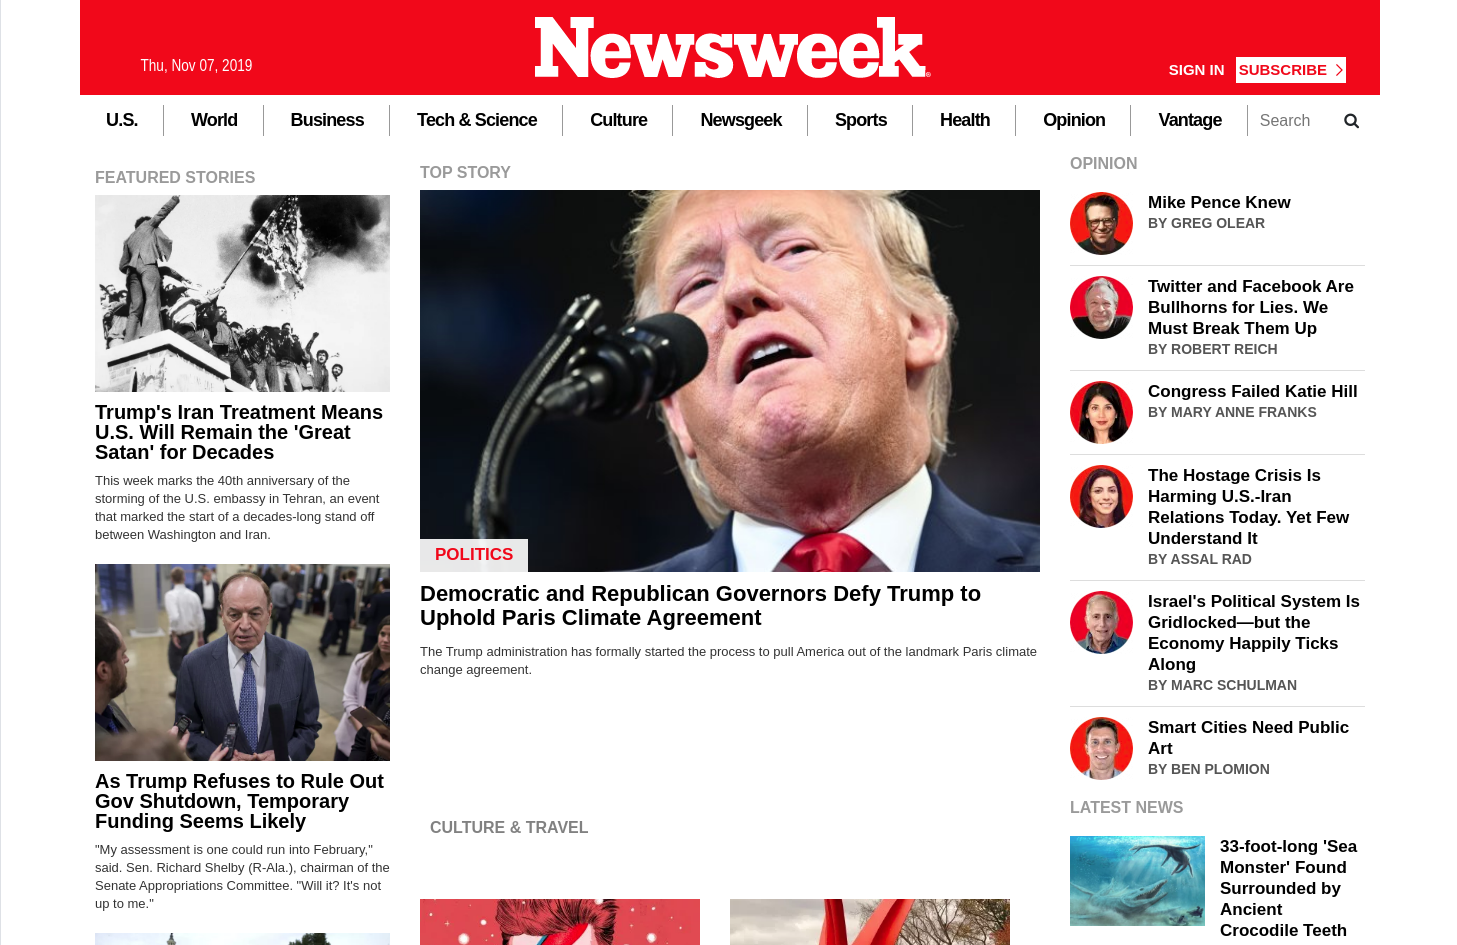 Newsweek
Thu, Nov 07, 2019
SIGN IN
SUBSCRIBE
U.S.
World
Business
Tech & Science
Culture
Newsgeek
Sports
Health
Opinion
Vantage
Search
FEATURED STORIES
Trump's Iran Treatment Means
U.S. Will Remain the 'Great
Satan' for Decades
This week marks the 40th anniversary of the
storming of the U.S. embassy in Tehran, an event
that marked the start of a decades-long stand off
between Washington and Iran.
As Trump Refuses to Rule Out
Gov Shutdown, Temporary
Funding Seems Likely
"My assessment is one could run into February,"
said. Sen. Richard Shelby (R-Ala.), chairman of the
Senate Appropriations Committee. "Will it? It's not
up to me."
TOP STORY
POLITICS
Democratic and Republican Governors Defy Trump to
Uphold Paris Climate Agreement
The Trump administration has formally started the process to pull America out of the landmark Paris climate
change agreement.
CULTURE & TRAVEL
OPINION
Mike Pence Knew
BY GREG OLEAR
Twitter and Facebook Are
Bullhorns for Lies. We
Must Break Them Up
BY ROBERT REICH
Congress Failed Katie Hill
BY MARY ANNE FRANKS
The Hostage Crisis Is
Harming U.S.-Iran
Relations Today. Yet Few
Understand It
BY ASSAL RAD
Israel's Political System Is
Gridlocked—but the
Economy Happily Ticks
Along
BY MARC SCHULMAN
Smart Cities Need Public
Art
BY BEN PLOMION
LATEST NEWS
33-foot-long 'Sea
Monster' Found
Surrounded by
Ancient
Crocodile Teeth